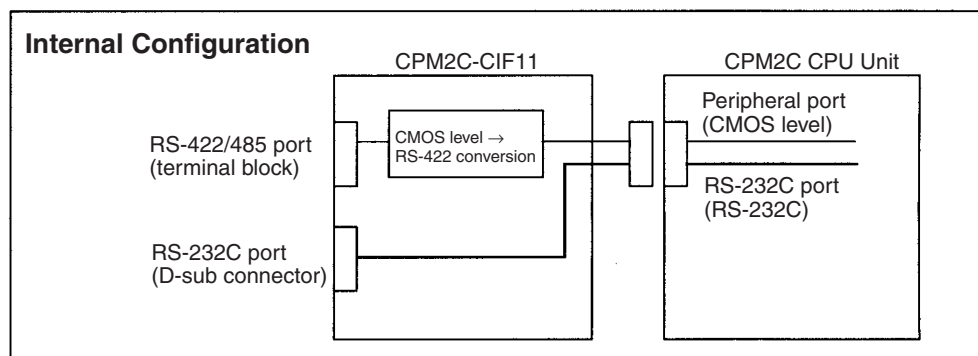 Internal Configuration
CPM2C-CIF11
CPM2C CPU Unit
RS-422/485 port
(terminal block)
CMOS level →
RS-422 conversion
Peripheral port
(CMOS level)
RS-232C port
(RS-232C)
RS-232C port
(D-sub connector)